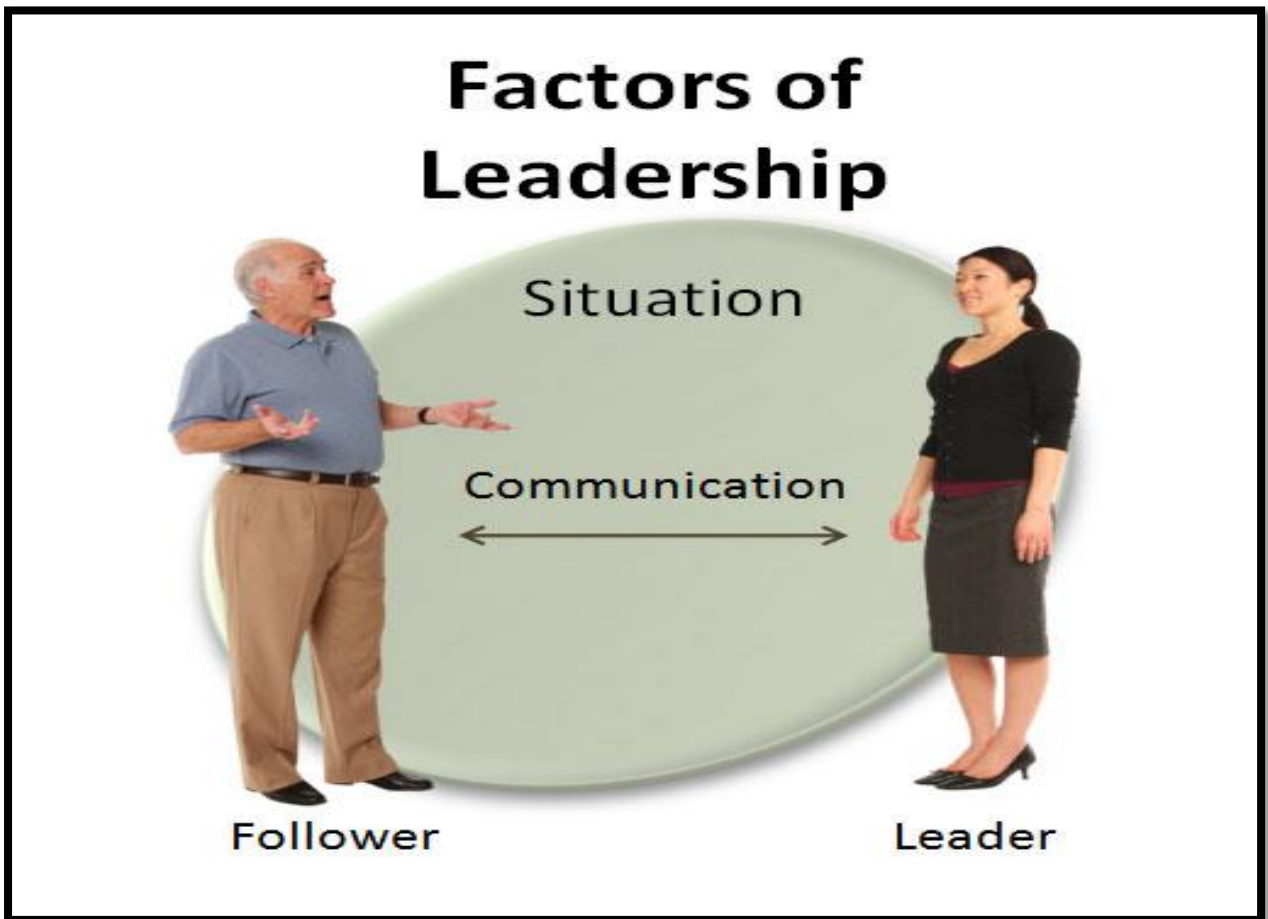 Factors of
Leadership
Situation
Communication
Follower
Leader